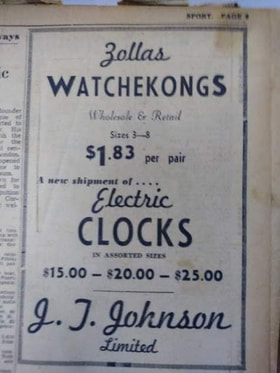 SPORT, PAGE 9
Zollas
WATCHEKONGS
Wholesale & Retail
Sizes 3—8
$1.83 per pair
A new shipment of ....
Electric
CLOCKS
IN ASSORTED SIZES
$15.00 — $20.00 — $25.00
J. T. Johnson
Limited